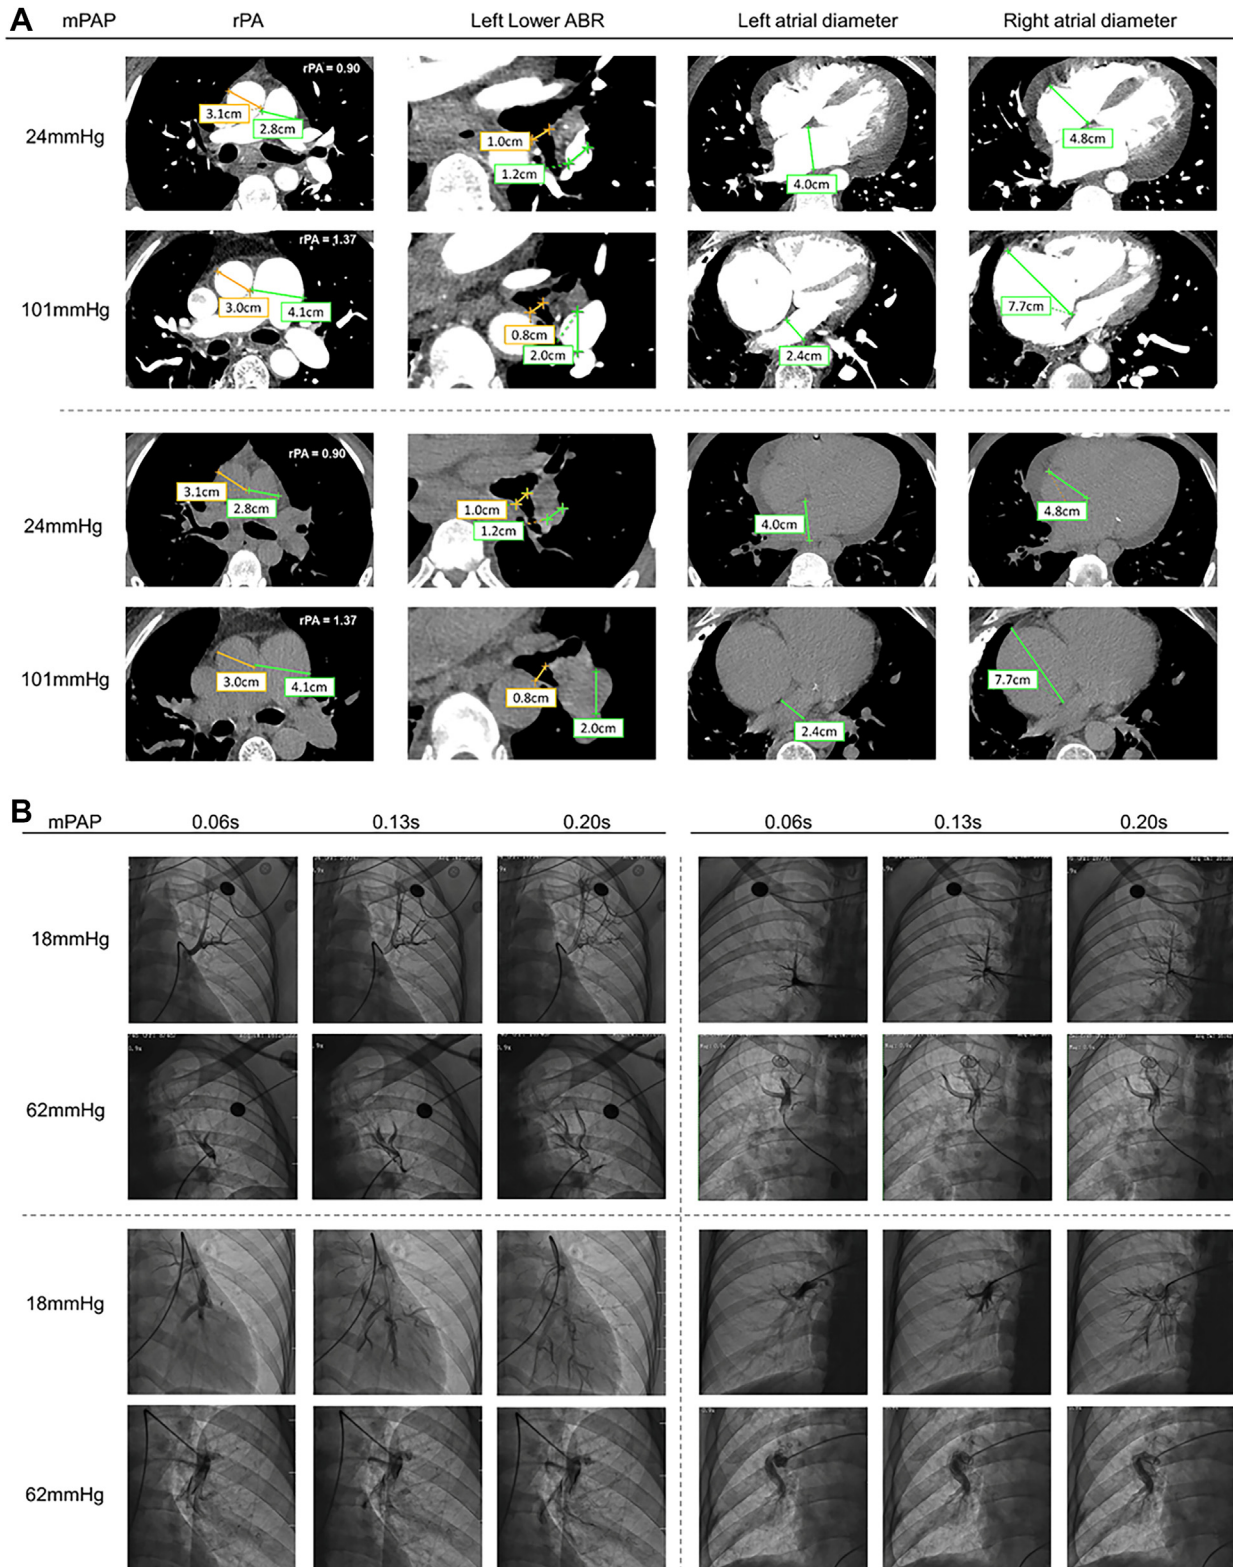 A mPAP rPA Left Lower ABR Left atrial diameter Right atrial diameter
24mmHg
rPA = 0.90
3.1cm
2.8cm
1.0cm
1.2cm
4.0cm
4.8cm
101mmHg
rPA = 1.37
3.0cm
4.1cm
0.8cm
2.0cm
2.4cm
7.7cm
24mmHg
rPA = 0.90
3.1cm
2.8cm
1.0cm
1.2cm
4.0cm
4.8cm
101mmHg
rPA = 1.37
3.0cm
4.1cm
0.8cm
2.0cm
2.4cm
7.7cm
B mPAP 0.06s 0.13s 0.20s 0.06s 0.13s 0.20s
18mmHg
62mmHg
18mmHg
62mmHg